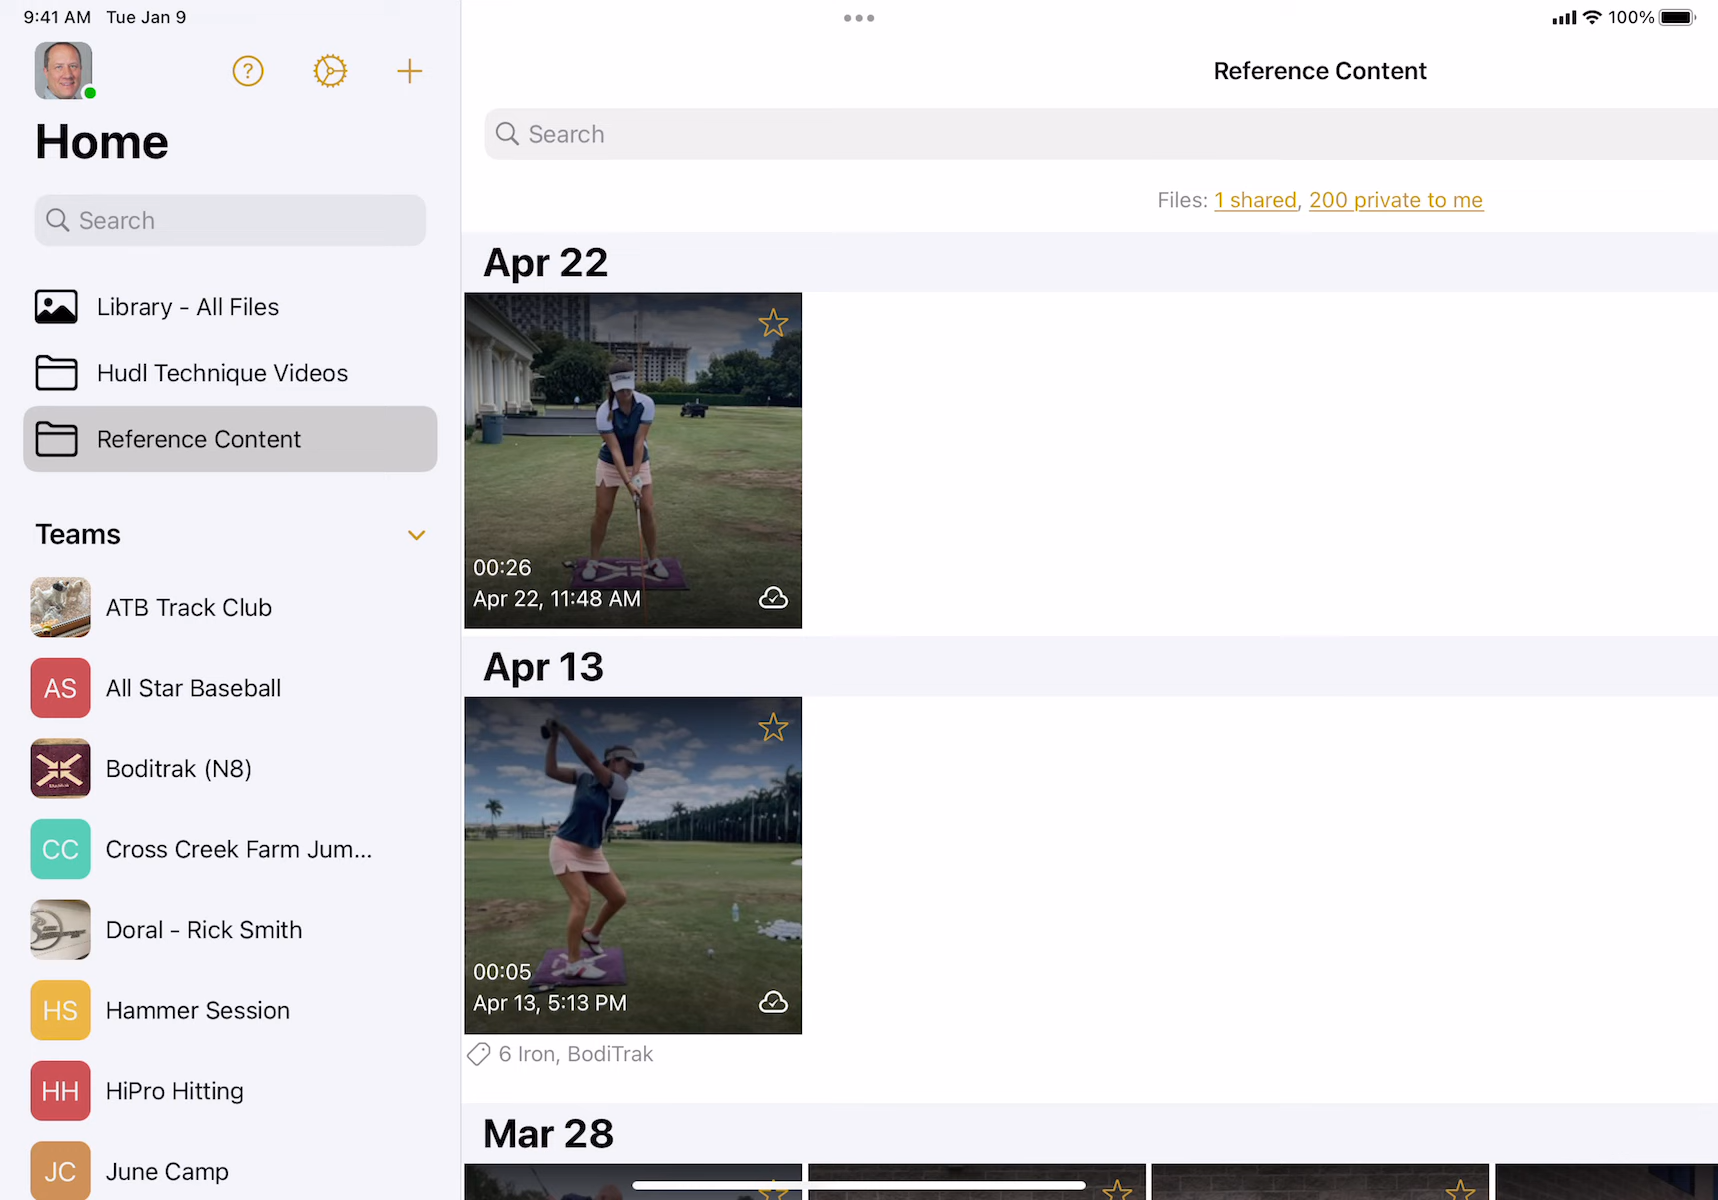 9:41 AM Tue Jan 9
100%
Home
Search
Library - All Files
Hudl Technique Videos
Reference Content
Teams
ATB Track Club
AS All Star Baseball
Boditrak (N8)
CC Cross Creek Farm Jum...
Doral - Rick Smith
HS Hammer Session
HH HiPro Hitting
JC June Camp
Reference Content
Search
Files: 1 shared, 200 private to me
Apr 22
00:26
Apr 22, 11:48 AM
Apr 13
00:05
Apr 13, 5:13 PM
6 Iron, BodiTrak
Mar 28